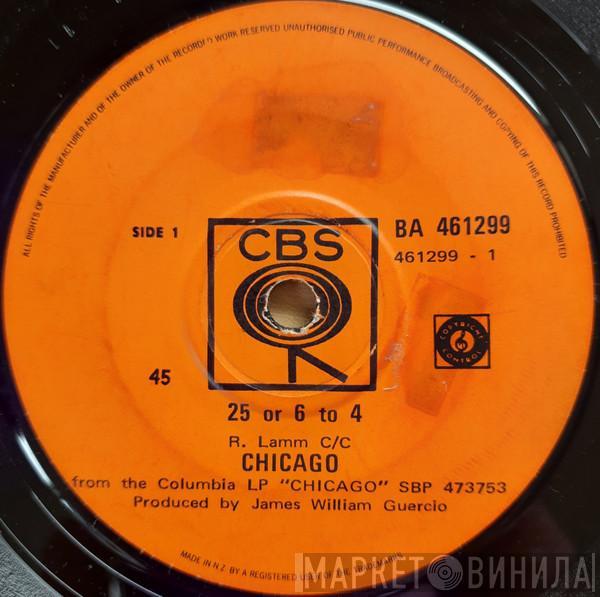 ALL RIGHTS OF THE MANUFACTURER AND OF THE OWNER OF THE RECORDED WORK RESERVED UNAUTHORISED PUBLIC PERFORMANCE BROADCASTING AND COPYING OF THIS RECORD PROHIBITED
SIDE 1
CBS
BA 461299
461299 - 1
COPYRIGHT CONTROL
45
25 or 6 to 4
R. Lamm C/C
CHICAGO
from the Columbia LP "CHICAGO" SBP 473753
Produced by James William Guercio
MADE IN N.Z. BY A REGISTERED USER OF THE TRADEMARKS
МАРКЕТ ВИНИЛА